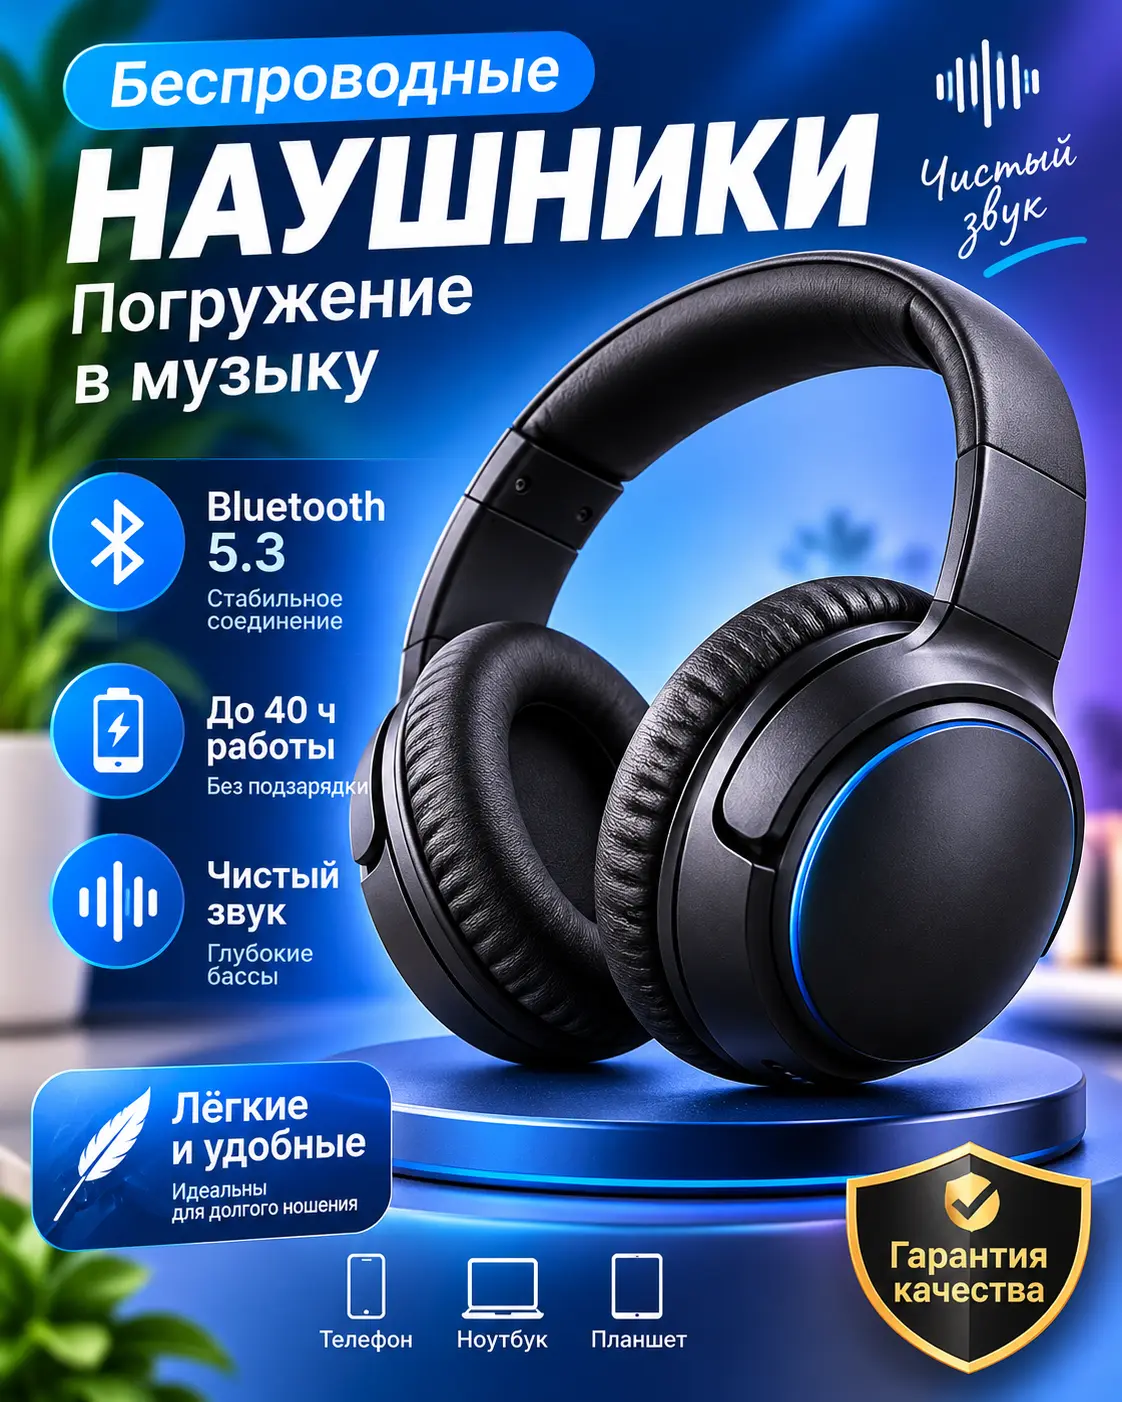 Беспроводные
НАУШНИКИ
Погружение
в музыку
Чистый
звук
Bluetooth
5.3
Стабильное
соединение
До 40 ч
работы
Без подзарядки
Чистый
звук
Глубокие
бассы
Лёгкие
и удобные
Идеальны
для долгого ношения
Телефон
Ноутбук
Планшет
Гарантия
качества